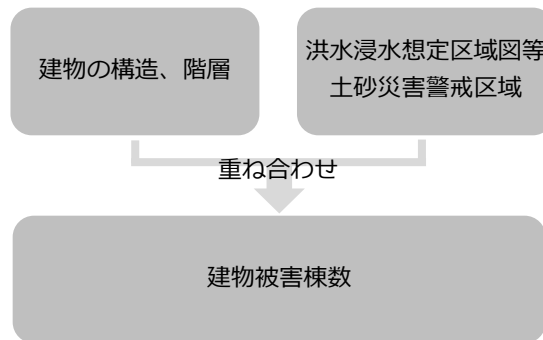 建物の構造、階層
洪水浸水想定区域図等
土砂災害警戒区域
重ね合わせ
建物被害棟数